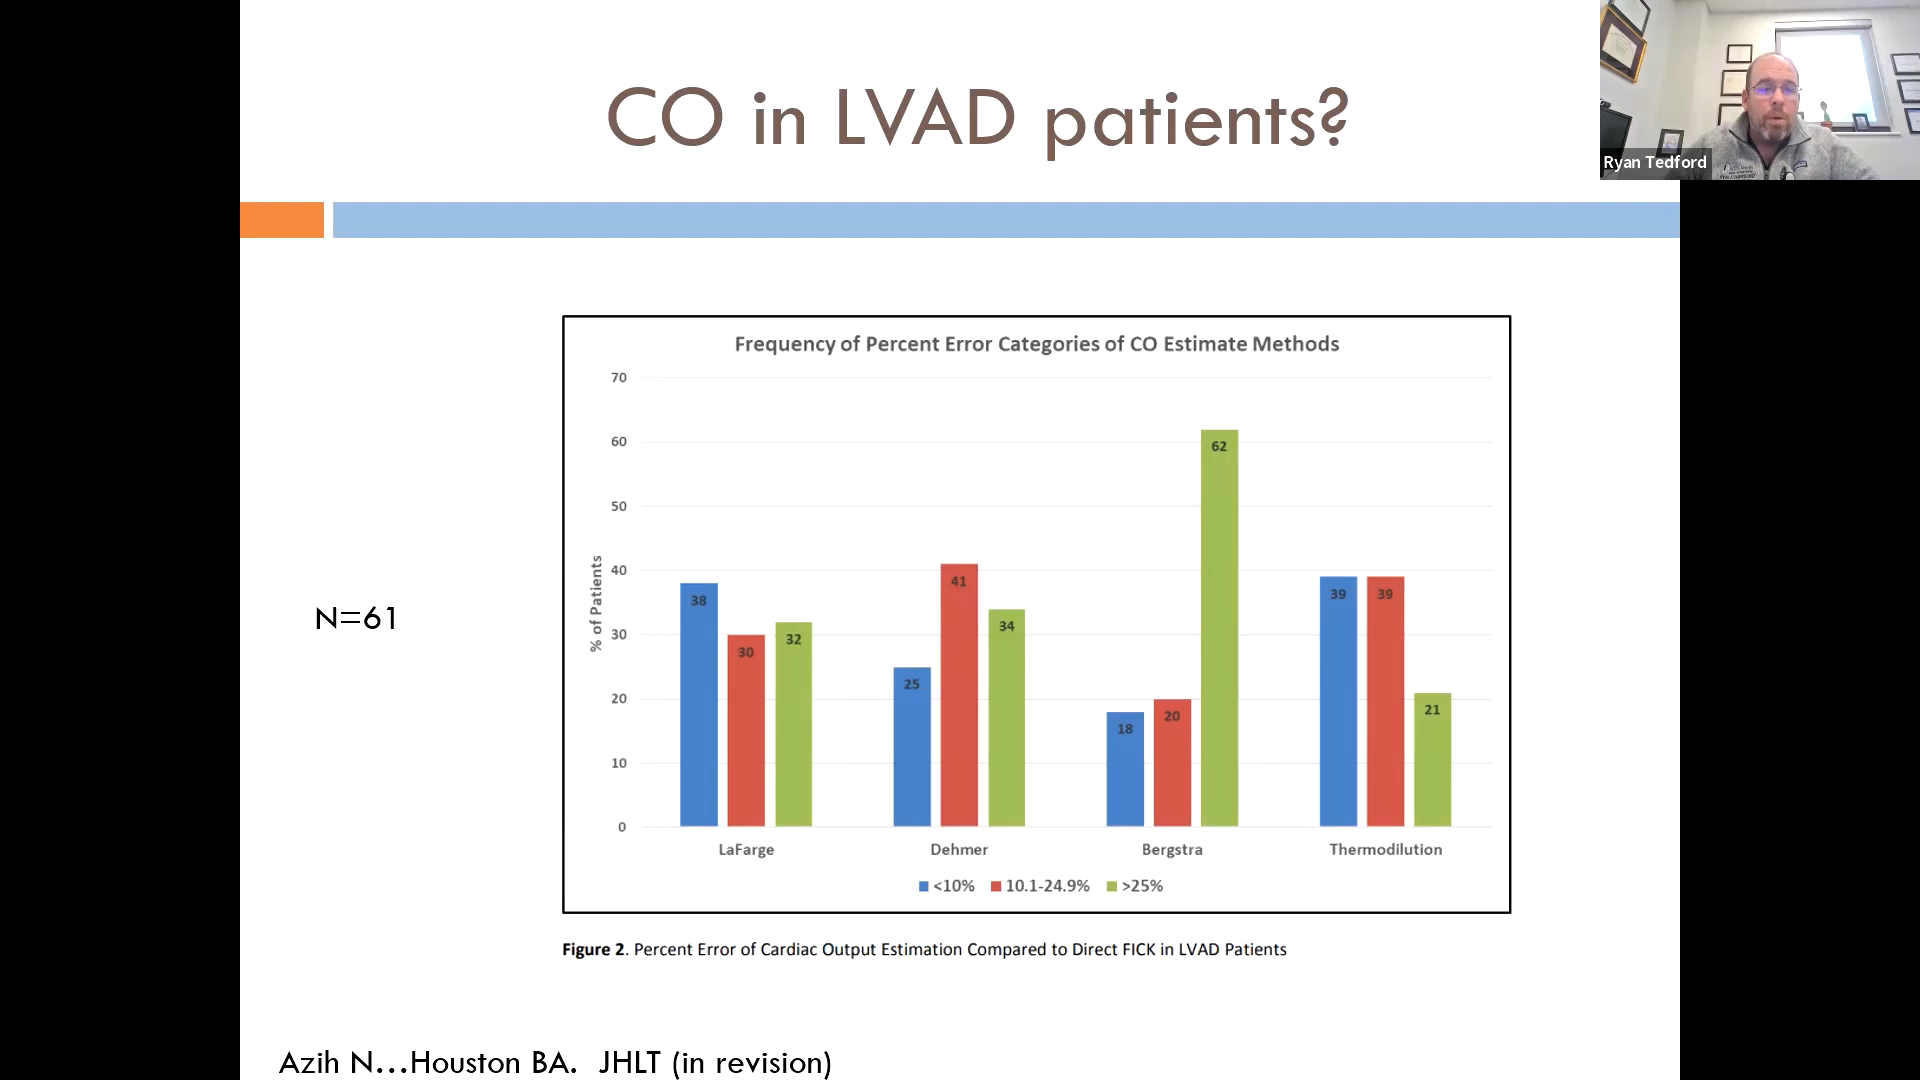 CO in LVAD patients?
Ryan Tedford
Frequency of Percent Error Categories of CO Estimate Methods
70
60
50
40
30
20
10
0
% of Patients
38
30
32
25
41
34
18
20
62
39
39
21
LaFarge
Dehmer
Bergstra
Thermodilution
<10%
10.1-24.9%
>25%
N=61
Figure 2. Percent Error of Cardiac Output Estimation Compared to Direct FICK in LVAD Patients
Azih N...Houston BA. JHLT (in revision)